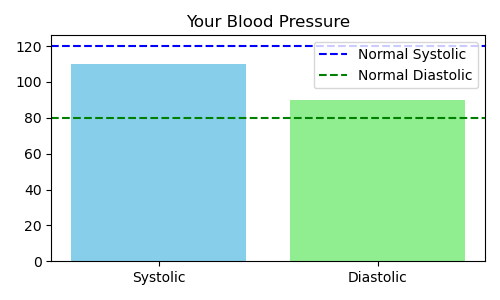 Your Blood Pressure
120
100
80
60
40
20
0
Normal Systolic
Normal Diastolic
Systolic
Diastolic